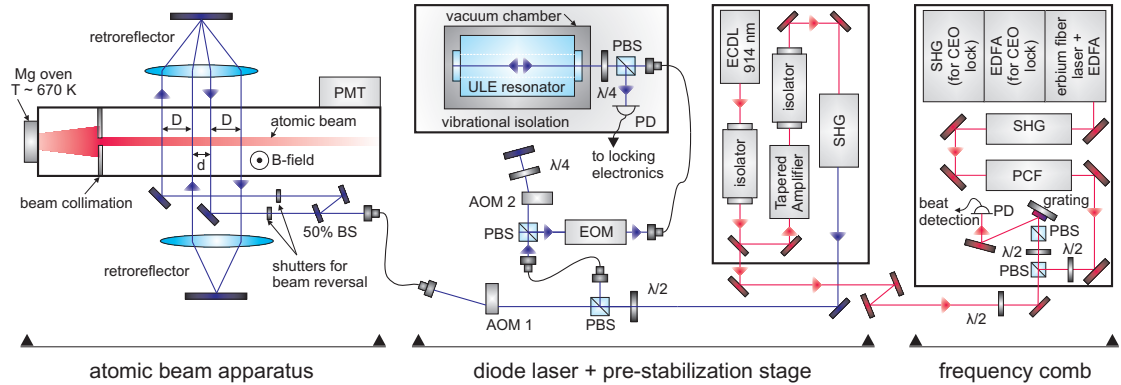 retroreflector
Mg oven
T ~ 670 K
PMT
D
D
atomic beam
d
B-field
beam collimation
50% BS
retroreflector
shutters for
beam reversal
atomic beam apparatus
vacuum chamber
ULE resonator
λ/4
PBS
PD
vibrational isolation
to locking
electronics
λ/4
AOM 2
PBS
EOM
AOM 1
PBS
λ/2
ECDL
914 nm
isolator
isolator
Tapered
Amplifier
SHG
diode laser + pre-stabilization stage
SHG
(for CEO
lock)
EDFA
(for CEO
lock)
erbium fiber
laser +
EDFA
SHG
PCF
beat
detection
PD
grating
PBS
λ/2
λ/2
PBS
λ/2
frequency comb